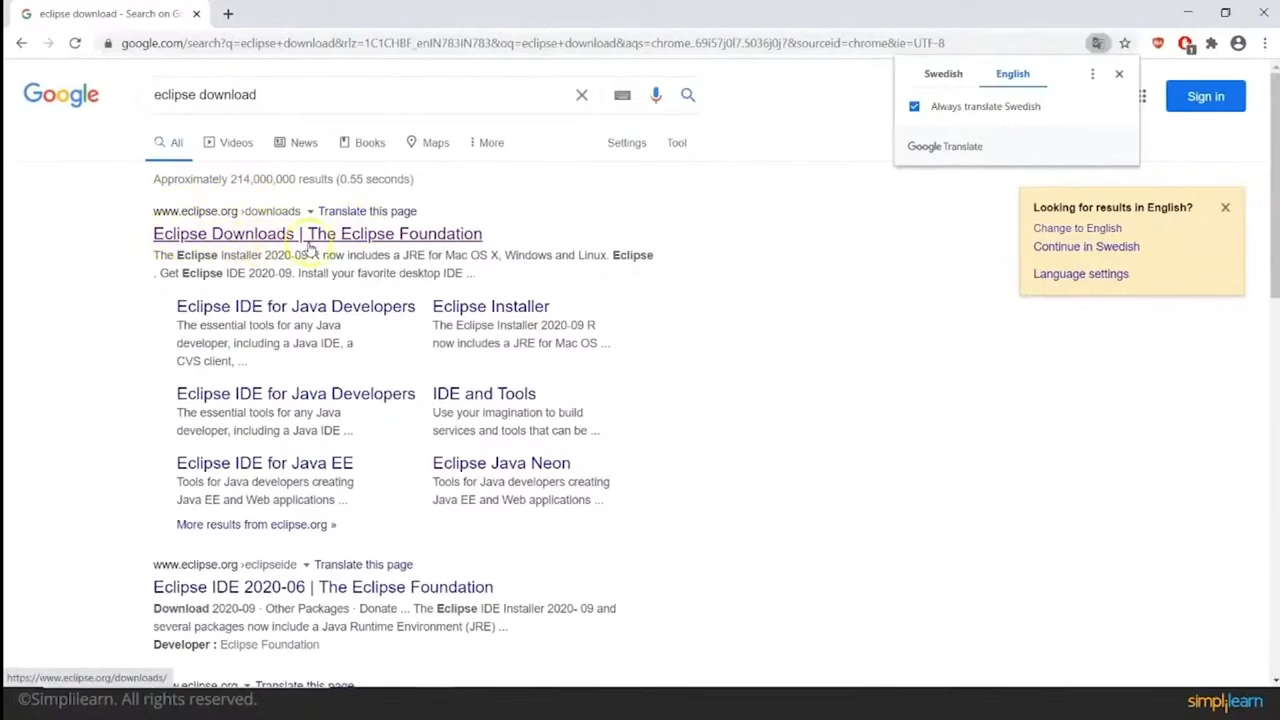 eclipse download - Search on G
google.com/search?q=eclipse+download&rlz=1C1CHBF_enIN783IN783&oq=eclipse+download&aqs=chrome..69i57j0l7.5036j0j7&sourceid=chrome&ie=UTF-8
1
Swedish English
Always translate Swedish
Google Translate
Google
eclipse download
Sign in
All Videos News Books Maps More Settings Tool
Approximately 214,000,000 results (0.55 seconds)
www.eclipse.org ›downloads Translate this page
Eclipse Downloads | The Eclipse Foundation
The Eclipse Installer 2020-09 R now includes a JRE for Mac OS X, Windows and Linux. Eclipse
. Get Eclipse IDE 2020-09. Install your favorite desktop IDE ...
Eclipse IDE for Java Developers
The essential tools for any Java
developer, including a Java IDE, a
CVS client, ...
Eclipse Installer
The Eclipse Installer 2020-09 R
now includes a JRE for Mac OS ...
Eclipse IDE for Java Developers
The essential tools for any Java
developer, including a Java IDE ...
IDE and Tools
Use your imagination to build
services and tools that can be ...
Eclipse IDE for Java EE
Tools for Java developers creating
Java EE and Web applications ...
Eclipse Java Neon
Tools for Java developers creating
Java EE and Web applications ...
More results from eclipse.org »
www.eclipse.org ›eclipseide Translate this page
Eclipse IDE 2020-06 | The Eclipse Foundation
Download 2020-09 · Other Packages · Donate ... The Eclipse IDE Installer 2020- 09 and
several packages now include a Java Runtime Environment (JRE) ...
Developer : Eclipse Foundation
Looking for results in English?
Change to English
Continue in Swedish
Language settings
Translate this page
https://www.eclipse.org/downloads/
©Simplilearn. All rights reserved.
simplilearn